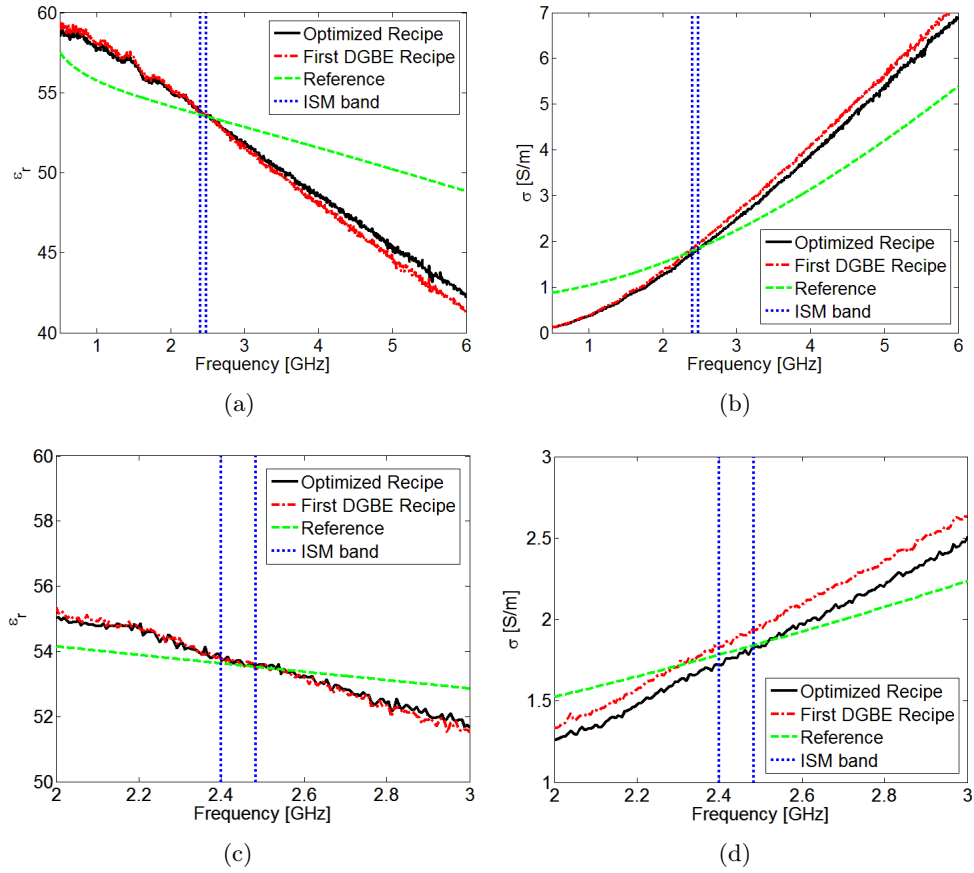 60
55
50
45
40
ε_r
1 2 3 4 5 6
Frequency [GHz]
Optimized Recipe
First DGBE Recipe
Reference
ISM band
(a)
7
6
5
4
3
2
1
0
σ [S/m]
1 2 3 4 5 6
Frequency [GHz]
Optimized Recipe
First DGBE Recipe
Reference
ISM band
(b)
60
58
56
54
52
50
ε_r
2 2.2 2.4 2.6 2.8 3
Frequency [GHz]
Optimized Recipe
First DGBE Recipe
Reference
ISM band
(c)
3
2.5
2
1.5
1
σ [S/m]
2 2.2 2.4 2.6 2.8 3
Frequency [GHz]
Optimized Recipe
First DGBE Recipe
Reference
ISM band
(d)